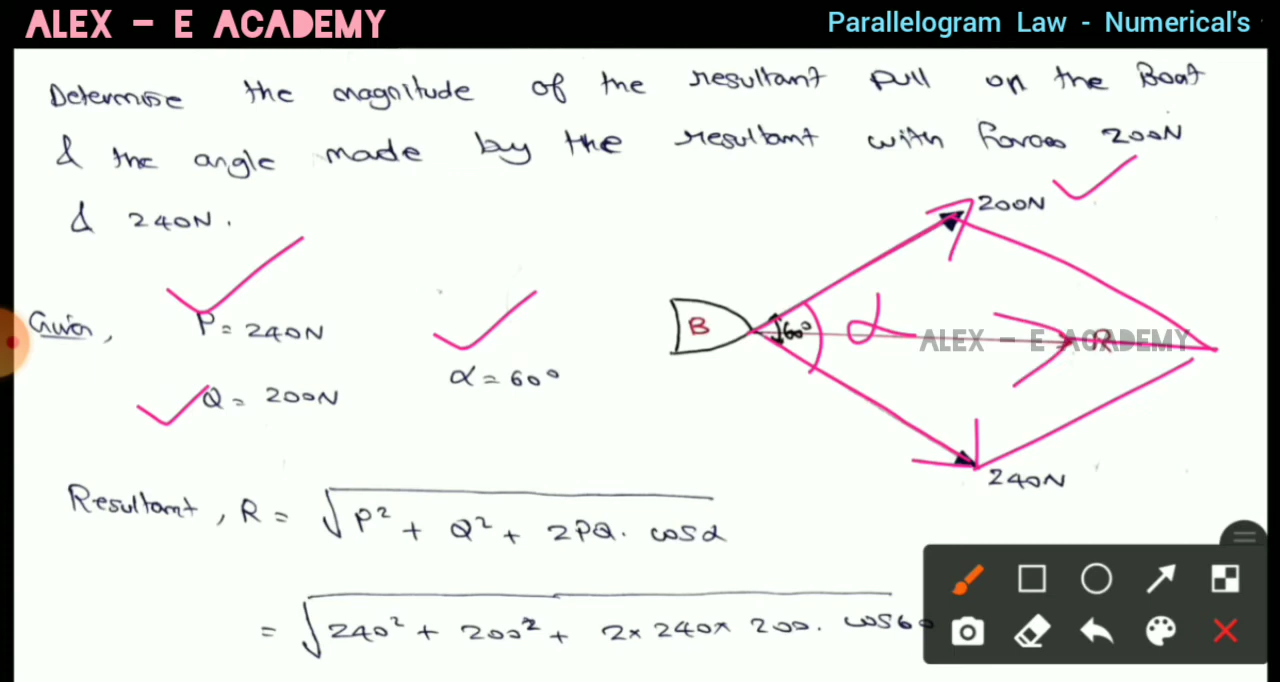 ALEX - E ACADEMY
Parallelogram Law - Numerical's
Determine the magnitude of the resultant pull on the Boat
& the angle made by the resultant with forces 200N
& 240N.
200N
Given,
P = 240N
α = 60°
Q = 200N
B
60°
α
ALEX - E ACADEMY
R
240N
Resultant, R = √P² + Q² + 2PQ. cosα
= √240² + 200² + 2 x 240 x 200. cos60